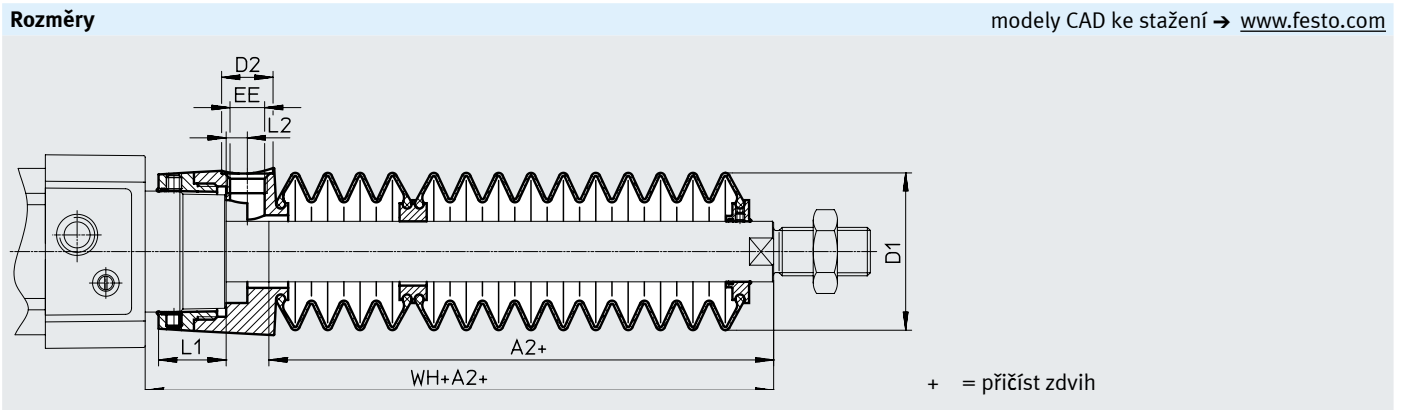 Rozměry
modely CAD ke stažení ➔ www.festo.com
D2
EE
L2
D1
L1
A2+
WH+A2+
+ = přičíst zdvih